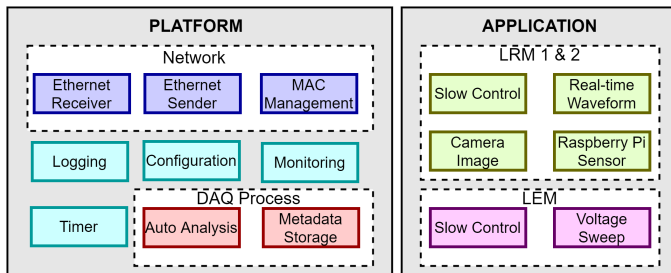 PLATFORM
Network
Ethernet
Receiver
Ethernet
Sender
MAC
Management
Logging
Configuration
Monitoring
Timer
DAQ Process
Auto Analysis
Metadata
Storage
APPLICATION
LRM 1 & 2
Slow Control
Real-time
Waveform
Camera
Image
Raspberry Pi
Sensor
LEM
Slow Control
Voltage
Sweep